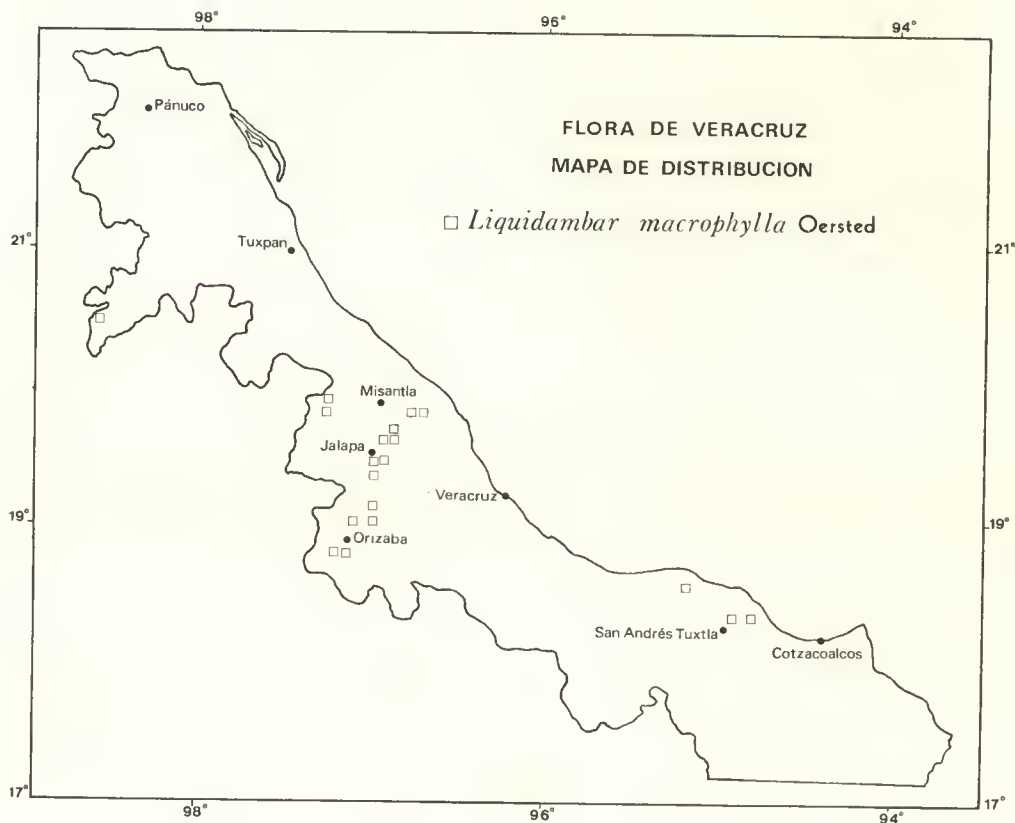 98° 96° 94°
Pánuco
FLORA DE VERACRUZ
MAPA DE DISTRIBUCION
□ Liquidambar macrophylla Oersted
Tuxpan
21° 21°
Misantla
Jalapa
Veracruz
19° 19°
Orizaba
San Andrés Tuxtla
Cotzacoalcos
17° 17°
98° 96° 94°